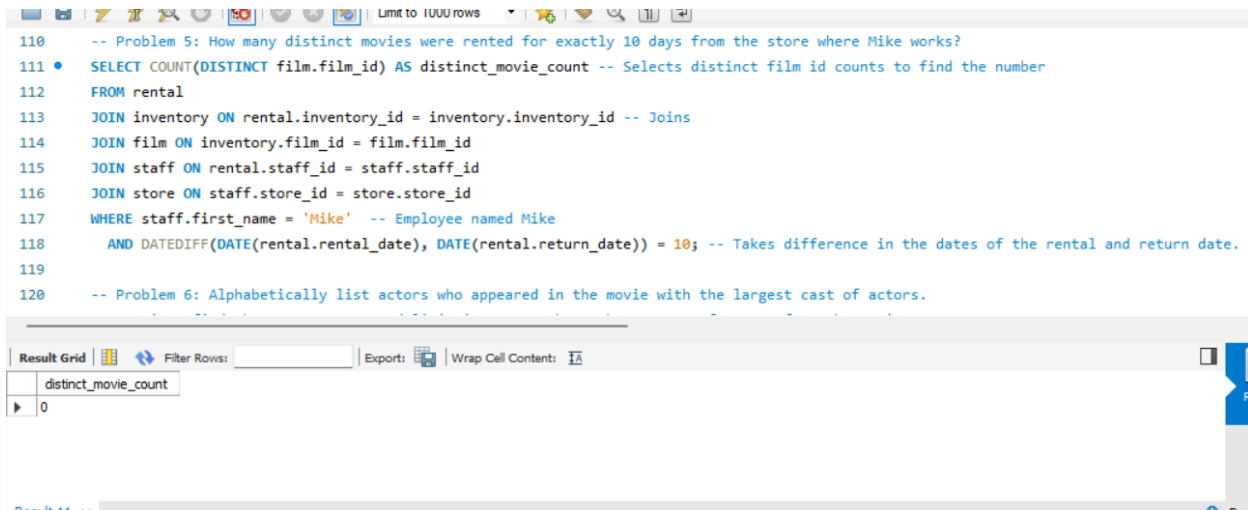 Limit to 1000 rows
110 -- Problem 5: How many distinct movies were rented for exactly 10 days from the store where Mike works?
111 SELECT COUNT(DISTINCT film.film_id) AS distinct_movie_count -- Selects distinct film id counts to find the number
112 FROM rental
113 JOIN inventory ON rental.inventory_id = inventory.inventory_id -- Joins
114 JOIN film ON inventory.film_id = film.film_id
115 JOIN staff ON rental.staff_id = staff.staff_id
116 JOIN store ON staff.store_id = store.store_id
117 WHERE staff.first_name = 'Mike' -- Employee named Mike
118 AND DATEDIFF(DATE(rental.rental_date), DATE(rental.return_date)) = 10; -- Takes difference in the dates of the rental and return date.
119
120 -- Problem 6: Alphabetically list actors who appeared in the movie with the largest cast of actors.
Result Grid Filter Rows: Export: Wrap Cell Content:
distinct_movie_count
0